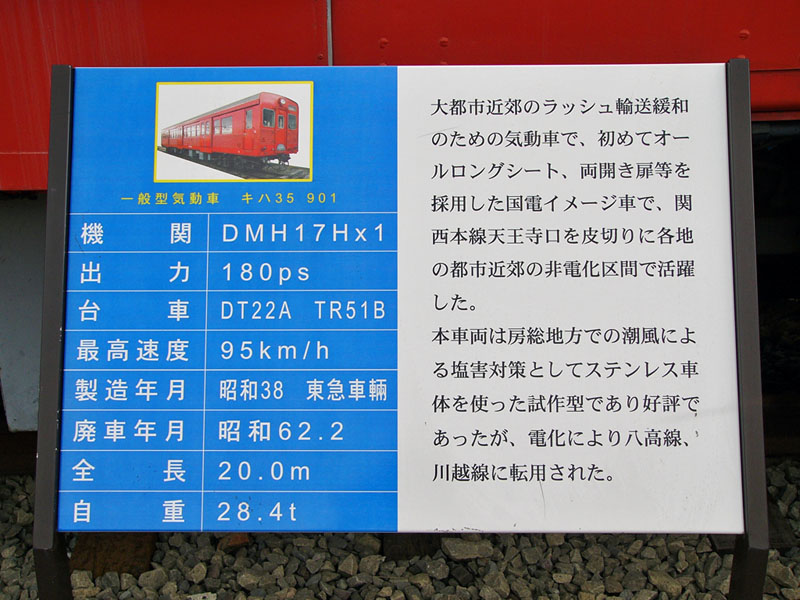 一般型気動車　キハ35 901
機関 DMH17Hx1
出力 180ps
台車 DT22A　TR51B
最高速度 95km/h
製造年月 昭和38　東急車輛
廃車年月 昭和62.2
全長 20.0m
自重 28.4t
大都市近郊のラッシュ輸送緩和
のための気動車で、初めてオー
ルロングシート、両開き扉等を
採用した国電イメージ車で、関
西本線天王寺口を皮切りに各地
の都市近郊の非電化区間で活躍
した。
本車両は房総地方での潮風によ
る塩害対策としてステンレス車
体を使った試作型であり好評で
あったが、電化により八高線、
川越線に転用された。